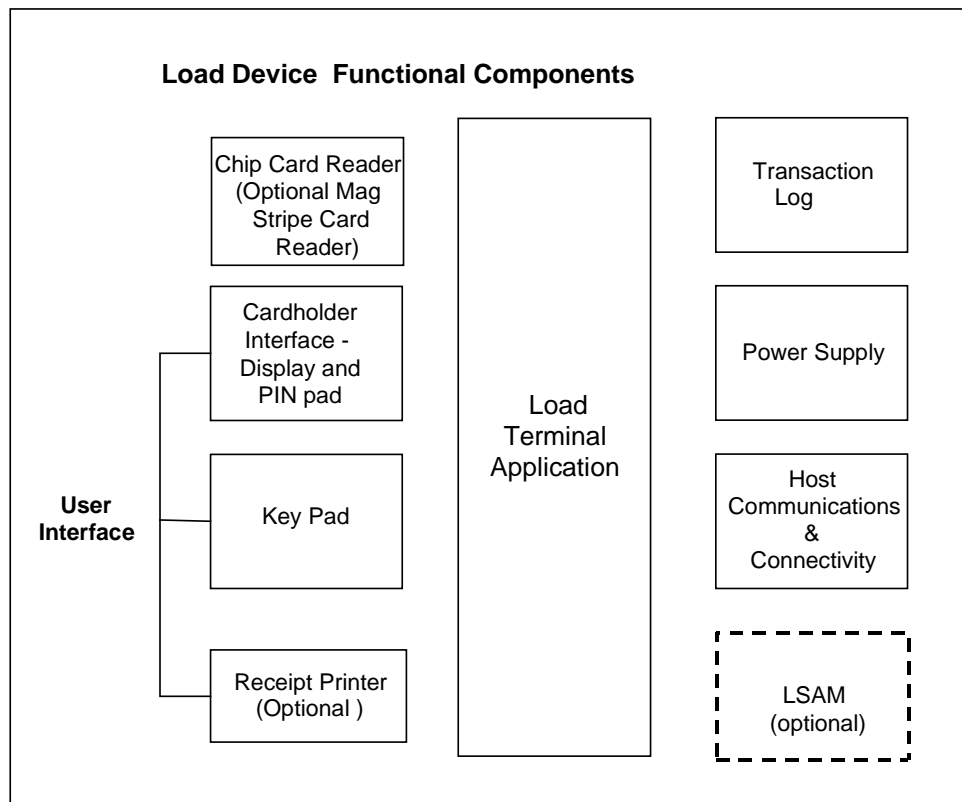 Load Device Functional Components
Chip Card Reader
(Optional Mag
Stripe Card
Reader)
Cardholder
Interface -
Display and
PIN pad
User
Interface
Key Pad
Receipt Printer
(Optional )
Load
Terminal
Application
Transaction
Log
Power Supply
Host
Communications
&
Connectivity
LSAM
(optional)